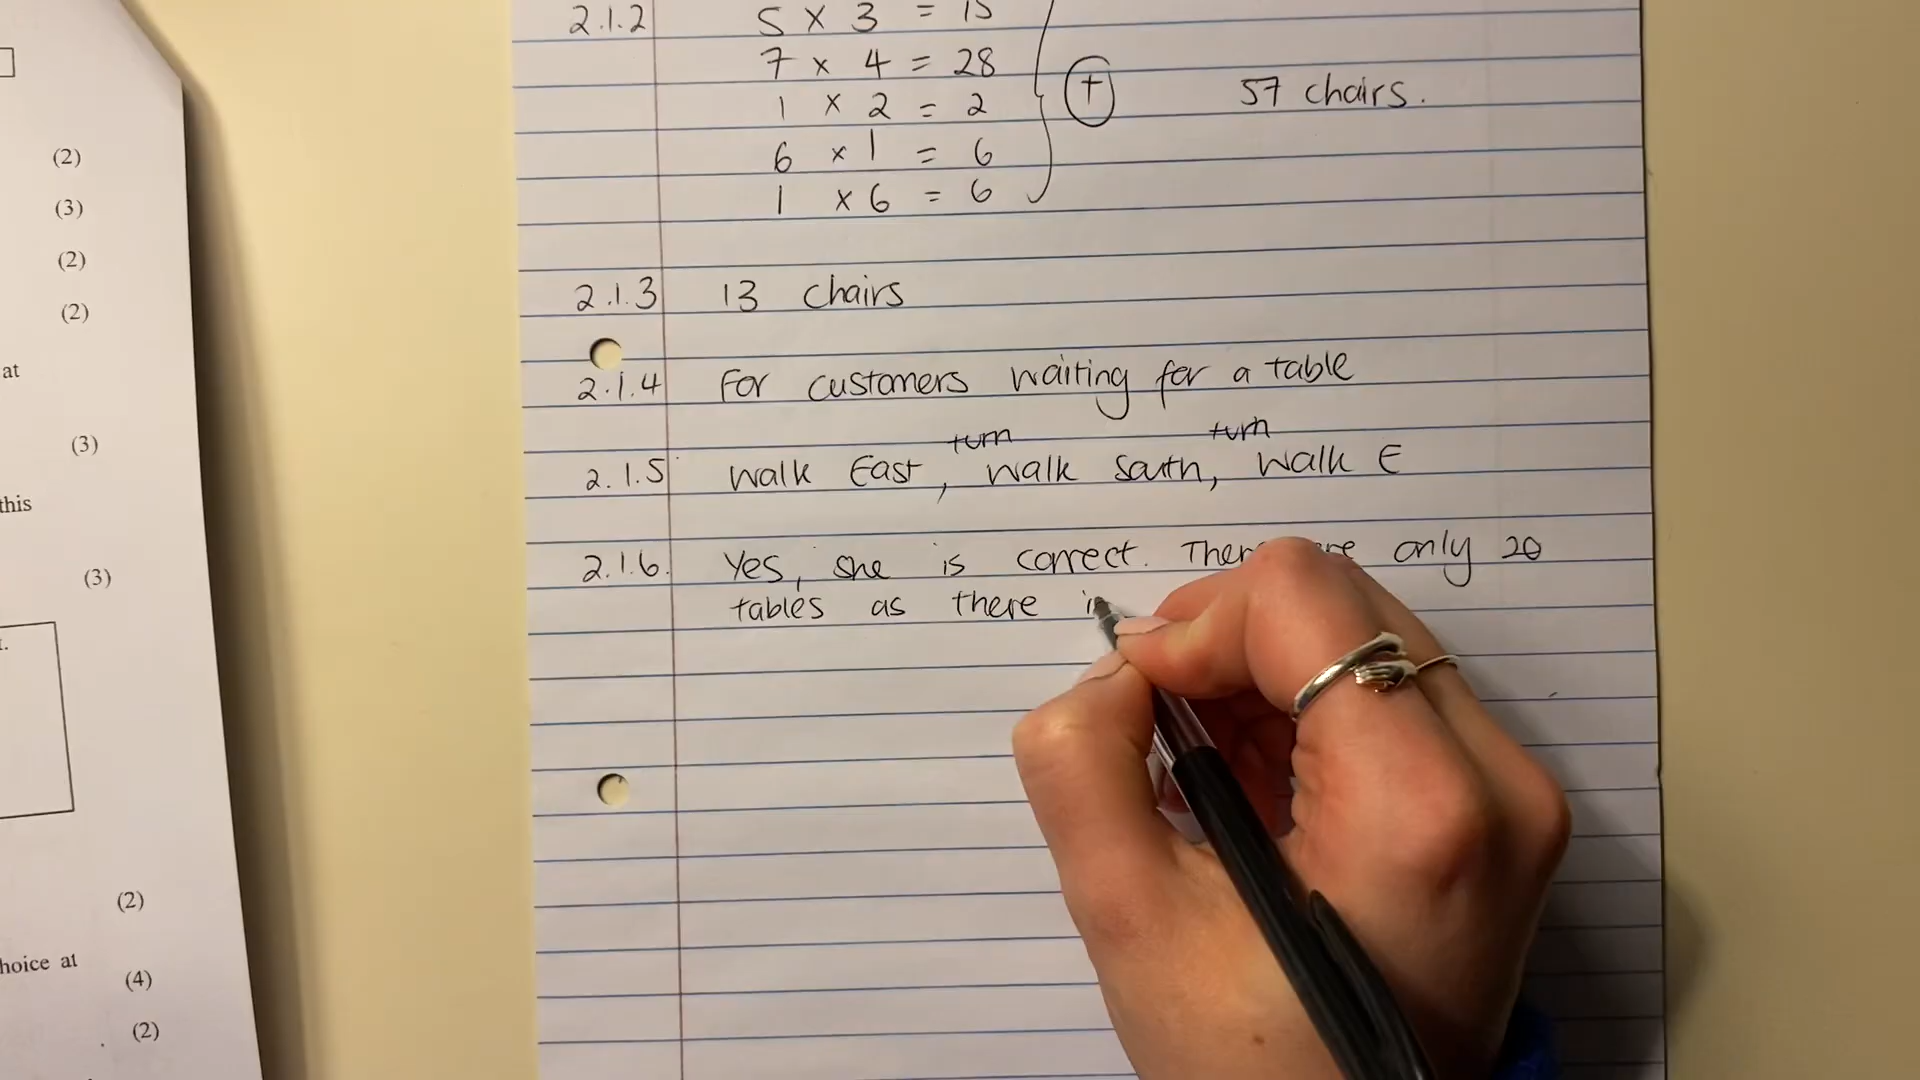 2.1.2 5 x 3 = 15
7 x 4 = 28
1 x 2 = 2
+ 57 chairs.
6 x 1 = 6
1 x 6 = 6
2.1.3 13 chairs
2.1.4 For customers waiting for a table
turn turn
2.1.5 Walk East, walk South, walk E
2.1.6. Yes, she is correct. only 20
tables as there
(2)
(3)
(2)
(2)
at
(3)
this
(3)
(2)
hoice at
(4)
(2)